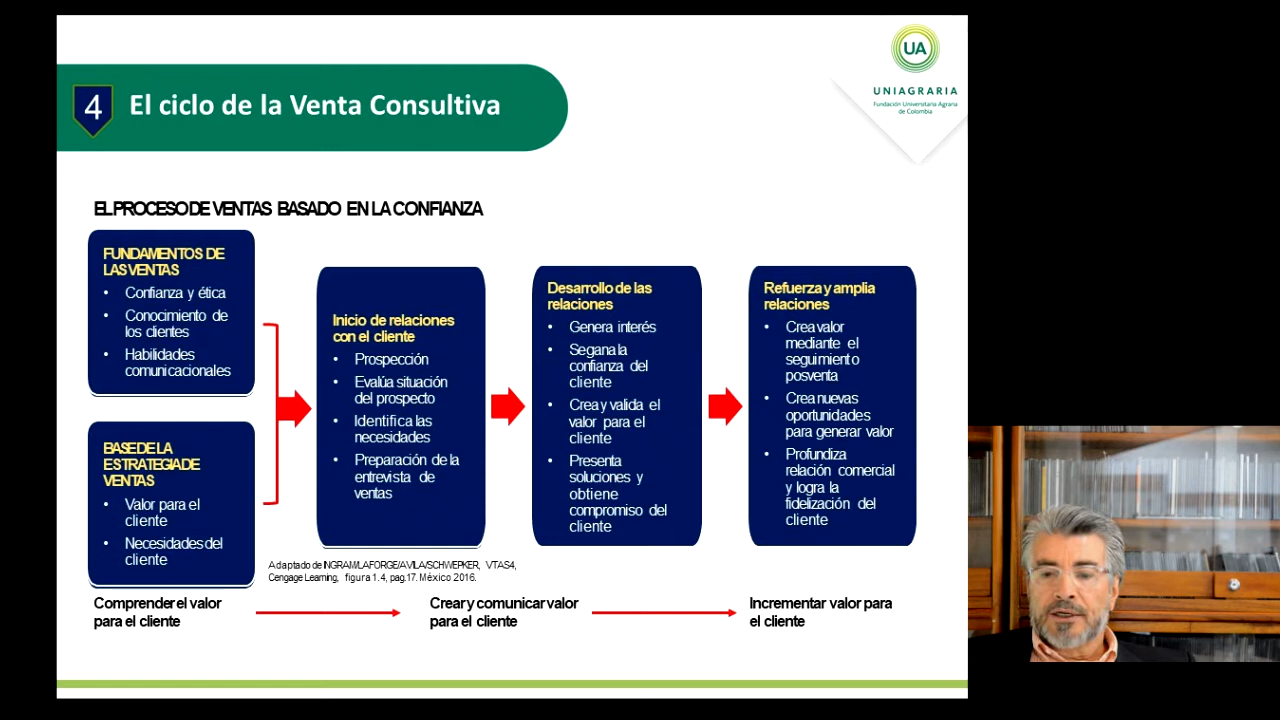 UA
UNIAGRARIA
Fundación Universitaria Agraria
de Colombia
4
El ciclo de la Venta Consultiva
EL PROCESO DE VENTAS BASADO EN LA CONFIANZA
FUNDAMENTOS DE
LAS VENTAS
• Confianza y ética
• Conocimiento de
los clientes
• Habilidades
comunicacionales
BASE DE LA
ESTRATEGIA DE
VENTAS
• Valor para el
cliente
• Necesidades del
cliente
Inicio de relaciones
con el cliente
• Prospección
• Evalúa situación
del prospecto
• Identifica las
necesidades
• Preparación de la
entrevista de
ventas
Desarrollo de las
relaciones
• Genera interés
• Se gana la
confianza del
cliente
• Crea y valida el
valor para el
cliente
• Presenta
soluciones y
obtiene
compromiso del
cliente
Refuerza y amplia
relaciones
• Crea valor
mediante el
seguimiento
posventa
• Crea nuevas
oportunidades
para generar valor
• Profundiza
relación comercial
y logra la
fidelización del
cliente
Adaptado de INGRAM/LAFORGE/AVILA/SCHWEPKER, VTAS4,
Cengage Learning, figura 1.4, pag.17. México 2016.
Comprender el valor
para el cliente
Crear y comunicar valor
para el cliente
Incrementar valor para
el cliente